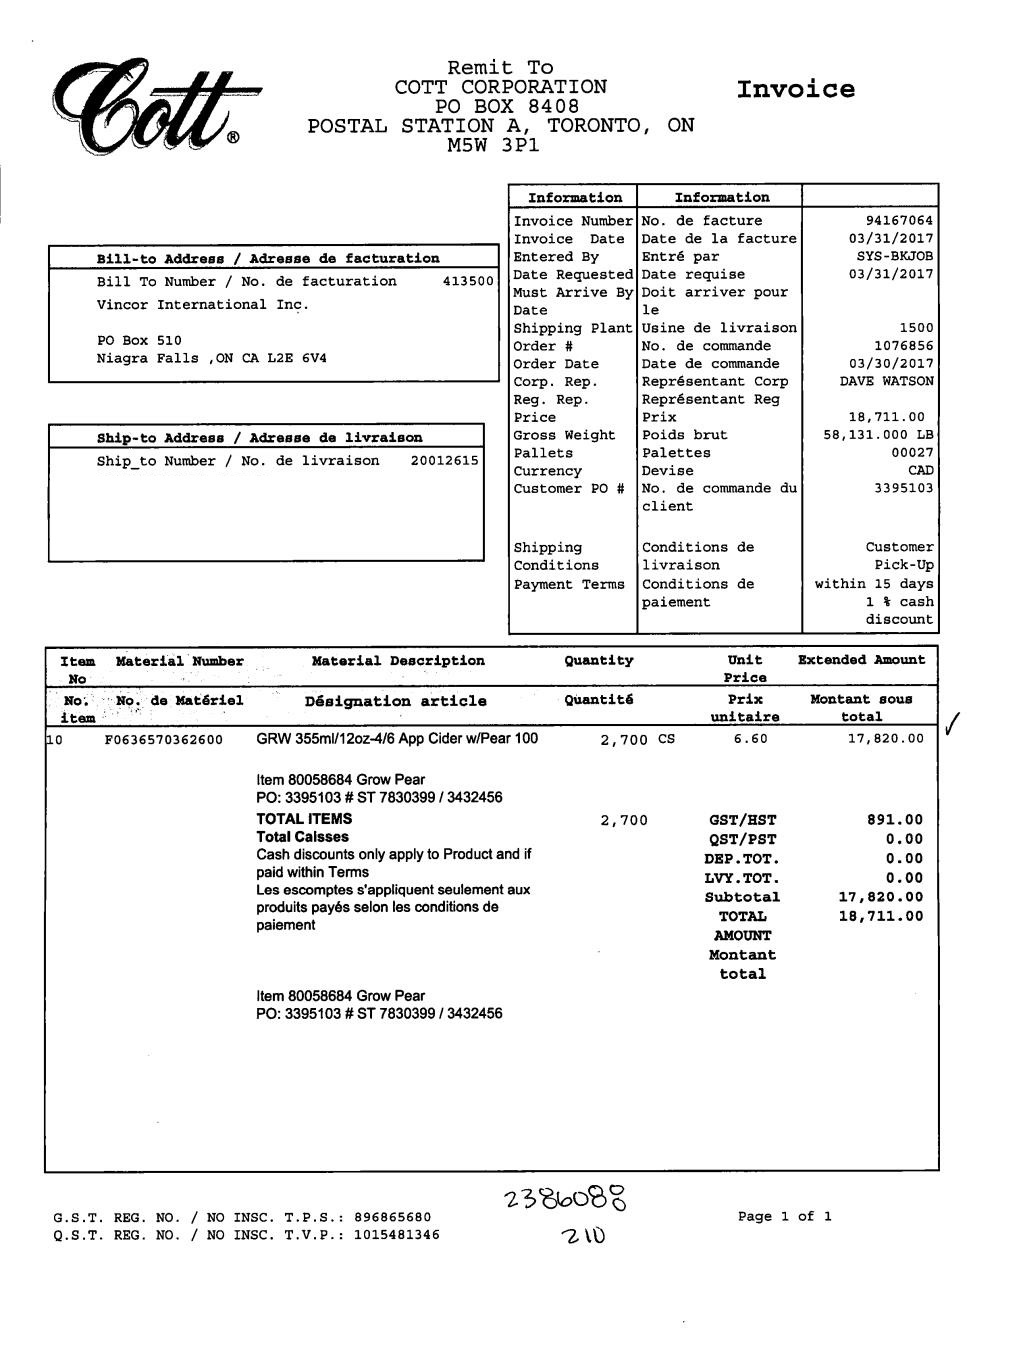 Cott®
Remit To
COTT CORPORATION
PO BOX 8408
POSTAL STATION A, TORONTO, ON
M5W 3P1
Invoice
Information Information
Invoice Number No. de facture 94167064
Invoice Date Date de la facture 03/31/2017
Entered By Entré par SYS-BKJOB
Date Requested Date requise 03/31/2017
Must Arrive By Doit arriver pour
Date le
Shipping Plant Usine de livraison 1500
Order # No. de commande 1076856
Order Date Date de commande 03/30/2017
Corp. Rep. Représentant Corp DAVE WATSON
Reg. Rep. Représentant Reg
Price Prix 18,711.00
Gross Weight Poids brut 58,131.000 LB
Pallets Palettes 00027
Currency Devise CAD
Customer PO # No. de commande du 3395103
client
Shipping Conditions de Customer
Conditions livraison Pick-Up
Payment Terms Conditions de within 15 days
paiement 1 % cash
discount
Bill-to Address / Adresse de facturation
Bill To Number / No. de facturation 413500
Vincor International Inc.
PO Box 510
Niagra Falls ,ON CA L2E 6V4
Ship-to Address / Adresse de livraison
Ship_to Number / No. de livraison 20012615
Item Material Number Material Description Quantity Unit Extended Amount
No Price
No. No. de Matériel Désignation article Quantité Prix Montant sous
item unitaire total
10 F0636570362600 GRW 355ml/12oz-4/6 App Cider w/Pear 100 2,700 CS 6.60 17,820.00
Item 80058684 Grow Pear
PO: 3395103 # ST 7830399 / 3432456
TOTAL ITEMS 2,700 GST/HST 891.00
Total Caisses QST/PST 0.00
Cash discounts only apply to Product and if DEP.TOT. 0.00
paid within Terms LVY.TOT. 0.00
Les escomptes s'appliquent seulement aux Subtotal 17,820.00
produits payés selon les conditions de TOTAL 18,711.00
paiement AMOUNT
Montant
total
Item 80058684 Grow Pear
PO: 3395103 # ST 7830399 / 3432456
2386088
210
G.S.T. REG. NO. / NO INSC. T.P.S.: 896865680 Page 1 of 1
Q.S.T. REG. NO. / NO INSC. T.V.P.: 1015481346